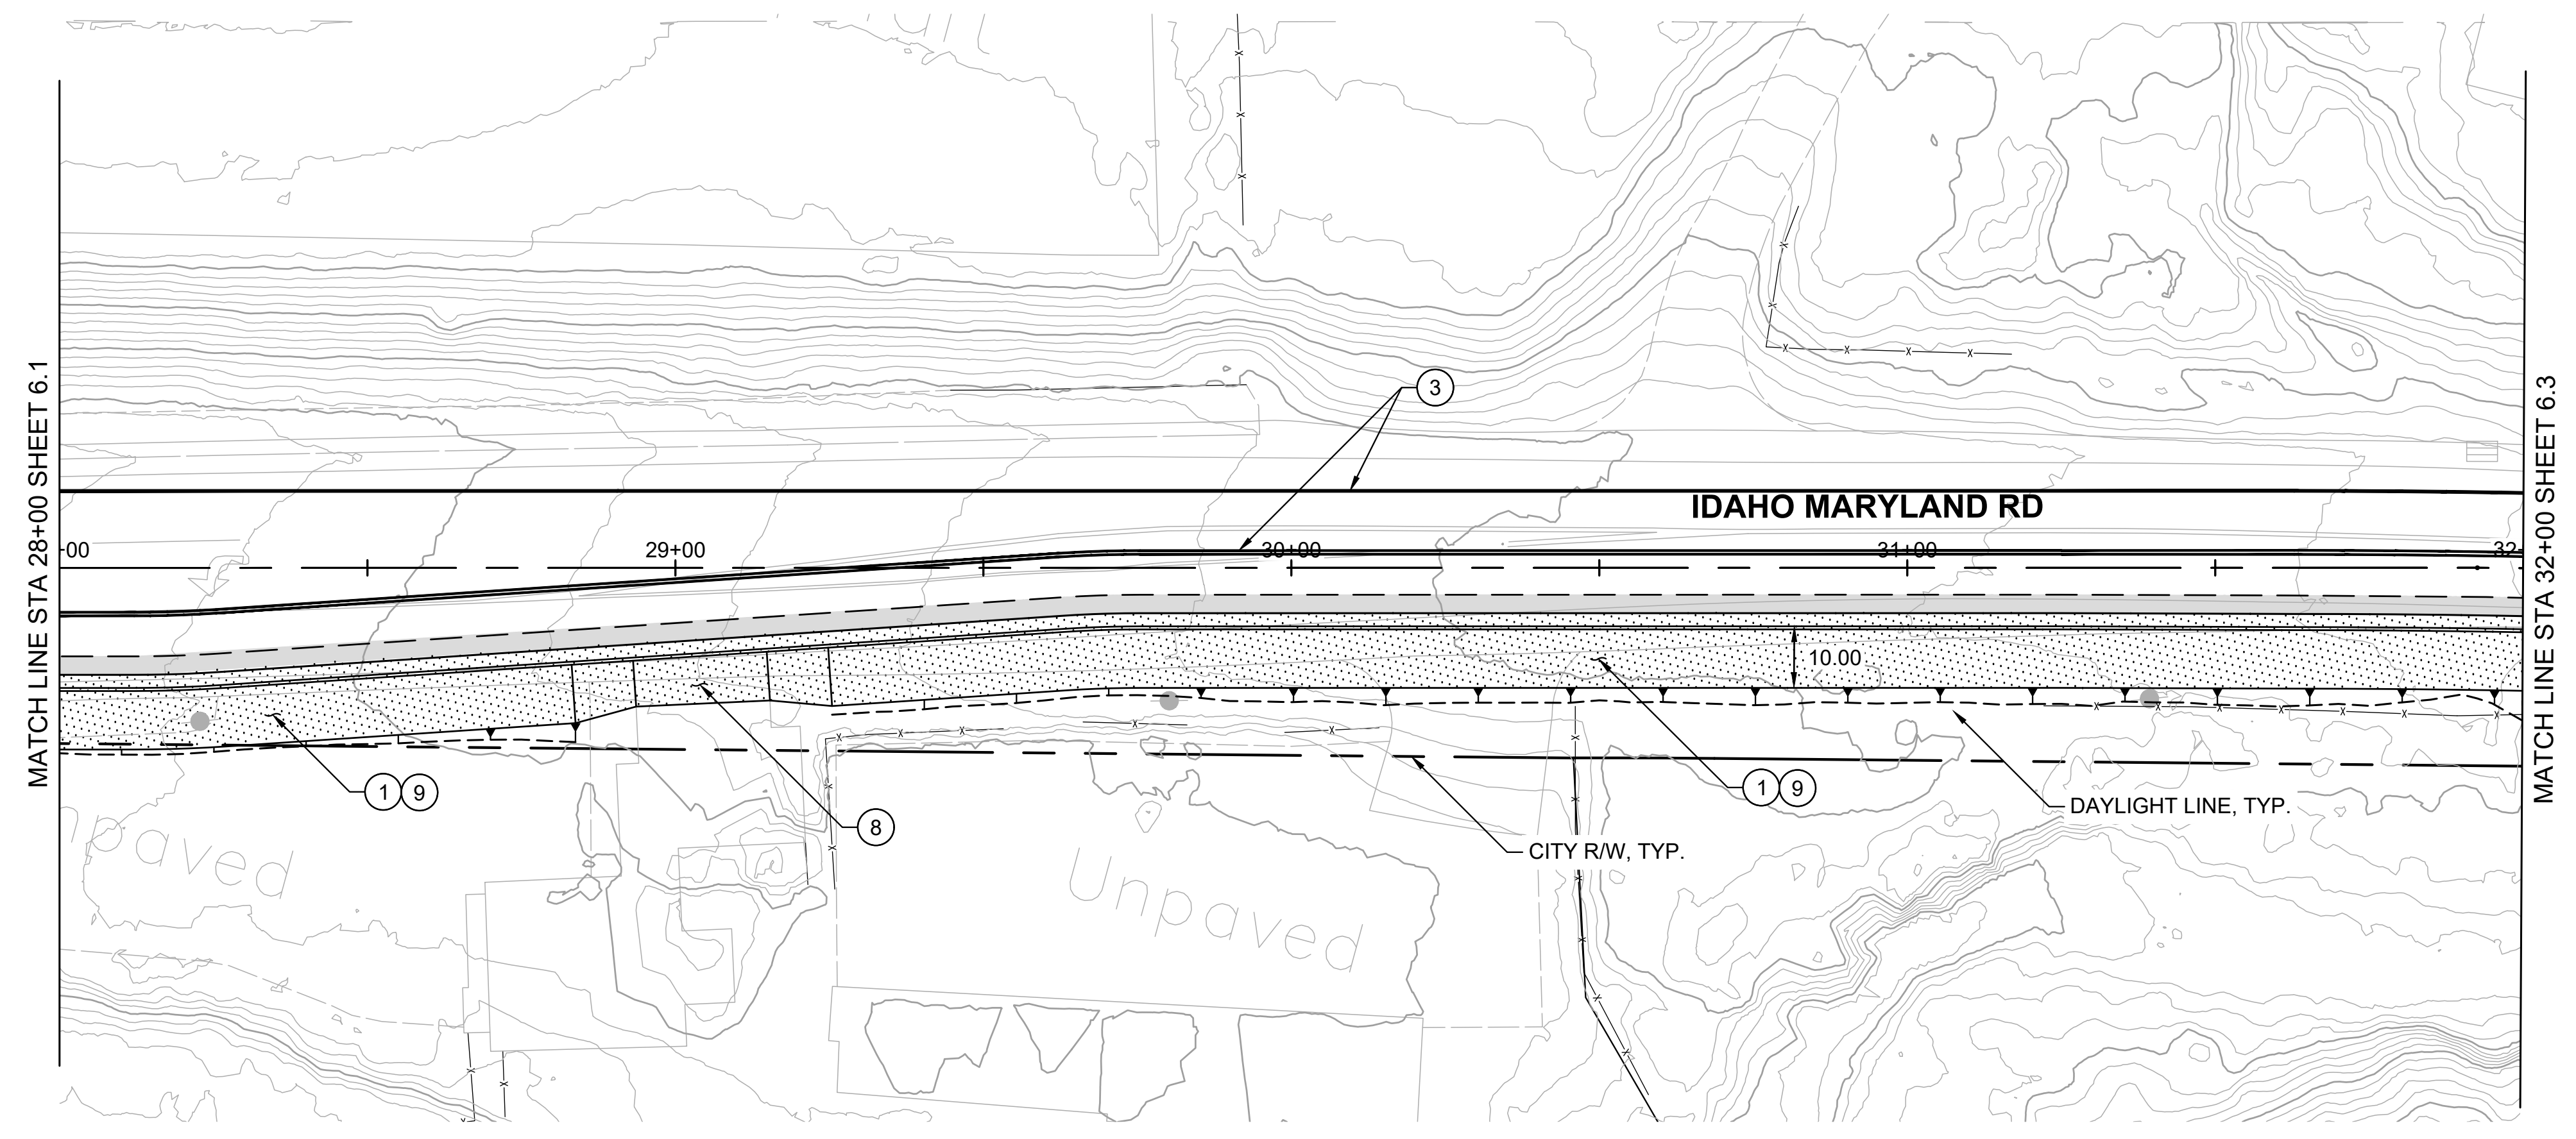 MATCH LINE STA 28+00 SHEET 6.1
3
IDAHO MARYLAND RD
+00
29+00
30+00
31+00
32
10.00
1 9
8
1 9
DAYLIGHT LINE, TYP.
CITY R/W, TYP.
paved
Unpaved
MATCH LINE STA 32+00 SHEET 6.3